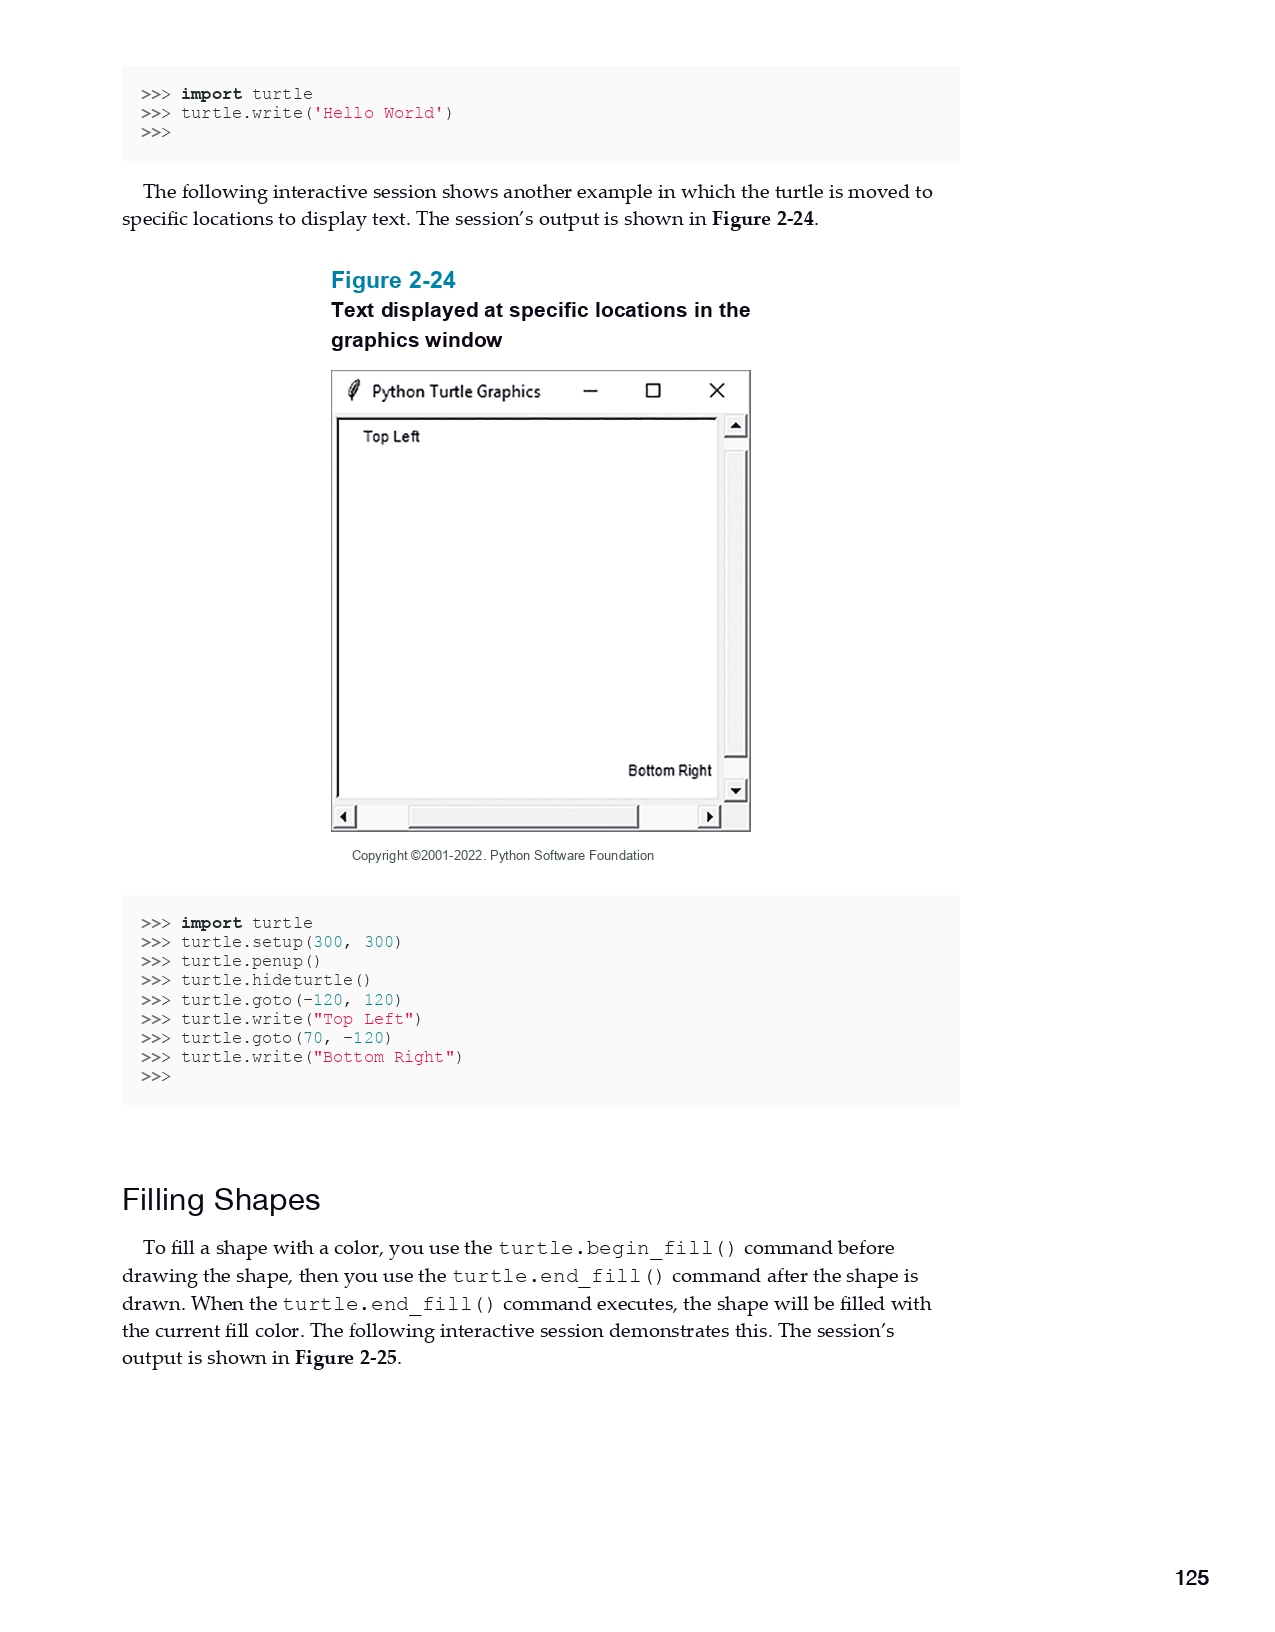 >>> import turtle
>>> turtle.write('Hello World')
>>>
The following interactive session shows another example in which the turtle is moved to
specific locations to display text. The session’s output is shown in Figure 2-24.
Figure 2-24
Text displayed at specific locations in the
graphics window
Python Turtle Graphics
Top Left
Bottom Right
Copyright ©2001-2022. Python Software Foundation
>>> import turtle
>>> turtle.setup(300, 300)
>>> turtle.penup()
>>> turtle.hideturtle()
>>> turtle.goto(−120, 120)
>>> turtle.write("Top Left")
>>> turtle.goto(70, −120)
>>> turtle.write("Bottom Right")
>>>
Filling Shapes
To fill a shape with a color, you use the turtle.begin_fill() command before
drawing the shape, then you use the turtle.end_fill() command after the shape is
drawn. When the turtle.end_fill() command executes, the shape will be filled with
the current fill color. The following interactive session demonstrates this. The session’s
output is shown in Figure 2-25.
125